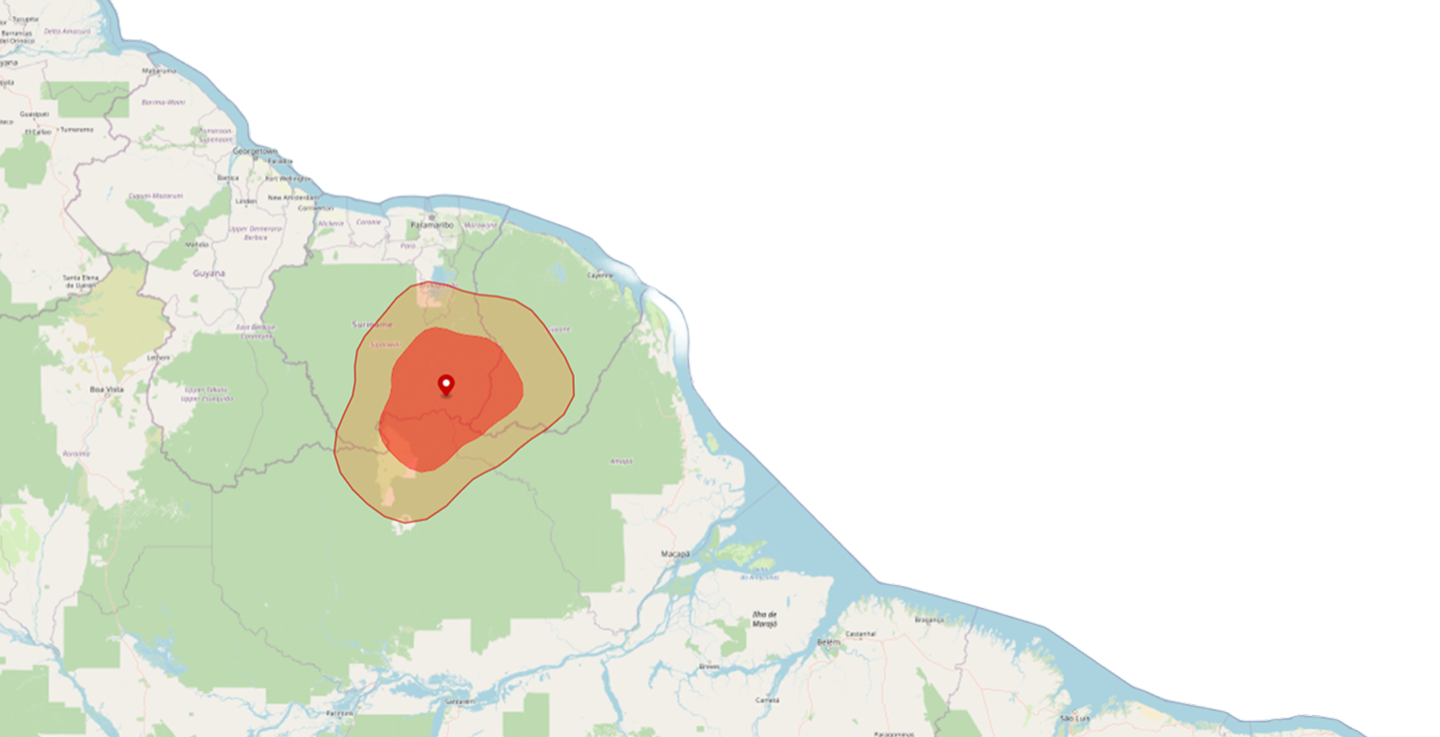 Tucupita
Barrancas
del Orinoco
Delta Amacuro
Mabaruma
Barima-Waini
Guasipati
El Callao
Tumeremo
Pomeroon-
Supenaam
Georgetown
Paradise
Bartica
Fort Wellington
Cuyuni-Mazaruni
Linden
New Amsterdam
Corriverton
Nickerie
Coronie
Paramaribo
Marowijne
Upper Demerara-
Berbice
Mahdia
Para
Guyana
Santa Elena
de Uairén
Cayenne
Suriname
East Berbice-
Corentyne
Guyane
Sipaliwini
Lethem
Boa Vista
Upper Takutu-
Upper Essequibo
Roraima
Amapá
Macapá
Ilha de
Marajó
Bragança
Castanhal
Belém
Breves
Cametá
Santarém
Parintins
São Luís
Paragominas